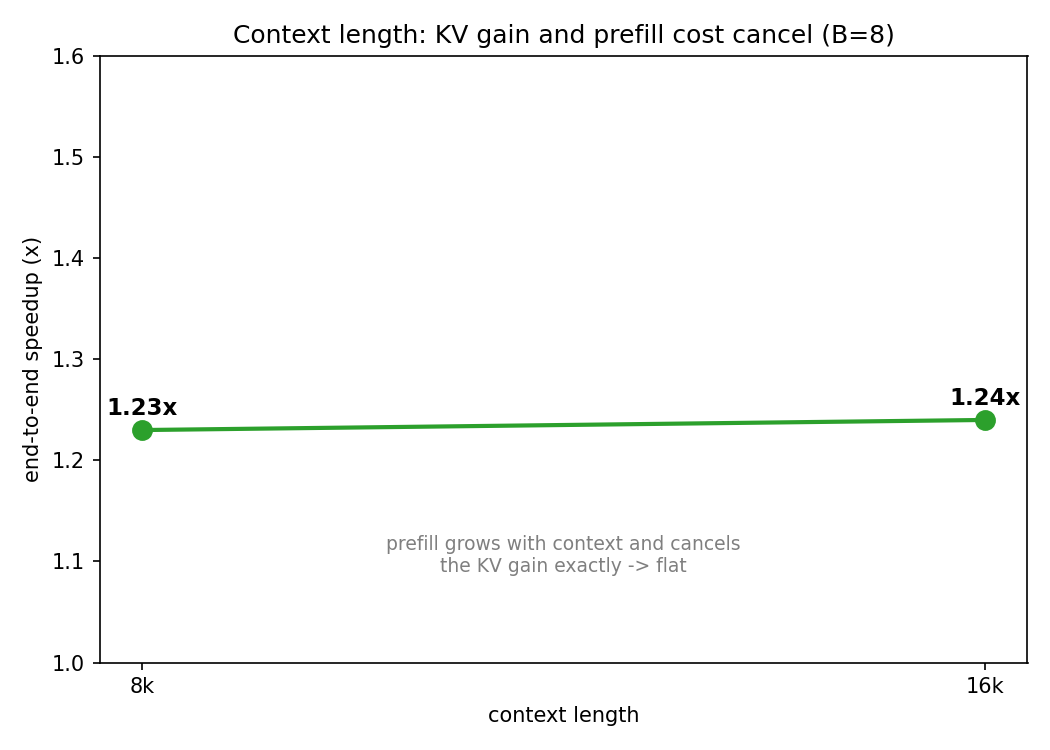 Context length: KV gain and prefill cost cancel (B=8)
1.6
1.5
1.4
1.3
1.2
1.1
1.0
end-to-end speedup (x)
1.23x
1.24x
prefill grows with context and cancels
the KV gain exactly -> flat
8k
16k
context length